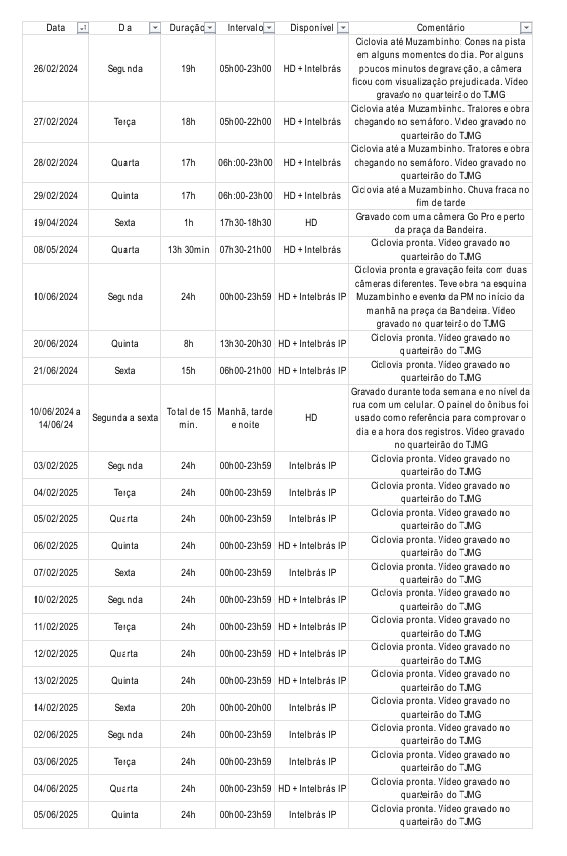 Data Dia Duração Intervalo Disponível Comentário
26/02/2024 Segunda 19h 05h00-23h00 HD + Intelbrás Ciclovia até Muzambinho. Cones na pista
em alguns momentos do dia. Por alguns
poucos minutos de gravação, a câmera
ficou com visualização prejudicada. Vídeo
gravado no quarteirão do TJMG
27/02/2024 Terça 18h 05h00-22h00 HD + Intelbrás Ciclovia até a Muzambinho. Tratores e obra
chegando no semáforo. Vídeo gravado no
quarteirão do TJMG
28/02/2024 Quarta 17h 06h:00-23h00 HD + Intelbrás Ciclovia até a Muzambinho. Tratores e obra
chegando no semáforo. Vídeo gravado no
quarteirão do TJMG
29/02/2024 Quinta 17h 06h:00-23h00 HD + Intelbrás Ciclovia até a Muzambinho. Chuva fraca no
fim de tarde
19/04/2024 Sexta 1h 17h30-18h30 HD Gravado com uma câmera Go Pro e perto
da praça da Bandeira.
08/05/2024 Quarta 13h 30min 07h30-21h00 HD + Intelbrás Ciclovia pronta. Vídeo gravado no
quarteirão do TJMG
10/06/2024 Segunda 24h 00h00-23h59 HD + Intelbrás IP Ciclovia pronta e gravação feita com duas
câmeras diferentes. Teve obra na esquina
Muzambinho e evento da PM no início da
manhã na praça da Bandeira. Vídeo
gravado no quarteirão do TJMG
20/06/2024 Quinta 8h 13h30-20h30 HD + Intelbrás IP Ciclovia pronta. Vídeo gravado no
quarteirão do TJMG
21/06/2024 Sexta 15h 06h00-21h00 HD + Intelbrás IP Ciclovia pronta. Vídeo gravado no
quarteirão do TJMG
10/06/2024 a
14/06/24 Segunda a sexta Total de 15
min. Manhã, tarde
e noite HD Gravado durante toda semana e no nível da
rua com um celular. O painel do ônibus foi
usado como referência para comprovar o
dia e a hora dos registros. Vídeo gravado
no quarteirão do TJMG
03/02/2025 Segunda 24h 00h00-23h59 Intelbrás IP Ciclovia pronta. Vídeo gravado no
quarteirão do TJMG
04/02/2025 Terça 24h 00h00-23h59 Intelbrás IP Ciclovia pronta. Vídeo gravado no
quarteirão do TJMG
05/02/2025 Quarta 24h 00h00-23h59 Intelbrás IP Ciclovia pronta. Vídeo gravado no
quarteirão do TJMG
06/02/2025 Quinta 24h 00h00-23h59 HD + Intelbrás IP Ciclovia pronta. Vídeo gravado no
quarteirão do TJMG
07/02/2025 Sexta 24h 00h00-23h59 Intelbrás IP Ciclovia pronta. Vídeo gravado no
quarteirão do TJMG
10/02/2025 Segunda 24h 00h00-23h59 HD + Intelbrás IP Ciclovia pronta. Vídeo gravado no
quarteirão do TJMG
11/02/2025 Terça 24h 00h00-23h59 HD + Intelbrás IP Ciclovia pronta. Vídeo gravado no
quarteirão do TJMG
12/02/2025 Quarta 24h 00h00-23h59 HD + Intelbrás IP Ciclovia pronta. Vídeo gravado no
quarteirão do TJMG
13/02/2025 Quinta 24h 00h00-23h59 HD + Intelbrás IP Ciclovia pronta. Vídeo gravado no
quarteirão do TJMG
14/02/2025 Sexta 20h 00h00-20h00 Intelbrás IP Ciclovia pronta. Vídeo gravado no
quarteirão do TJMG
02/06/2025 Segunda 24h 00h00-23h59 Intelbrás IP Ciclovia pronta. Vídeo gravado no
quarteirão do TJMG
03/06/2025 Terça 24h 00h00-23h59 Intelbrás IP Ciclovia pronta. Vídeo gravado no
quarteirão do TJMG
04/06/2025 Quarta 24h 00h00-23h59 HD + Intelbrás IP Ciclovia pronta. Vídeo gravado no
quarteirão do TJMG
05/06/2025 Quinta 24h 00h00-23h59 Intelbrás IP Ciclovia pronta. Vídeo gravado no
quarteirão do TJMG